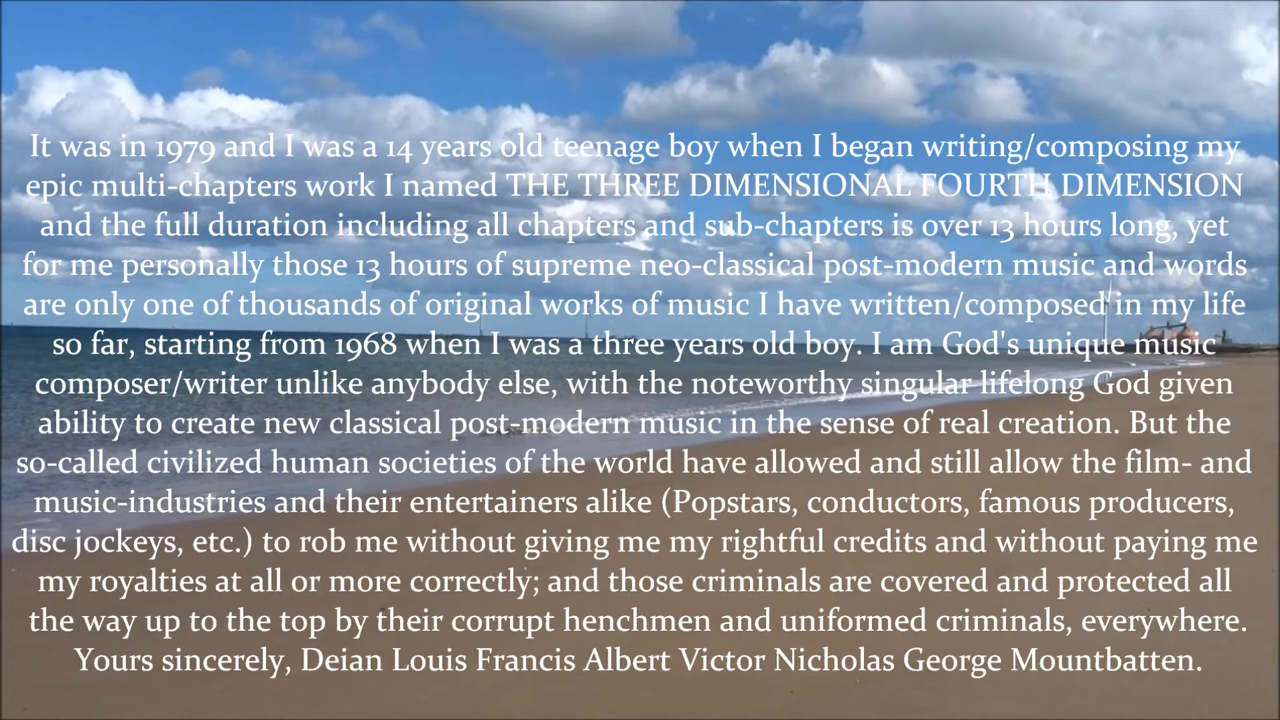 It was in 1979 and I was a 14 years old teenage boy when I began writing/composing my
epic multi-chapters work I named THE THREE DIMENSIONAL FOURTH DIMENSION
and the full duration including all chapters and sub-chapters is over 13 hours long, yet
for me personally those 13 hours of supreme neo-classical post-modern music and words
are only one of thousands of original works of music I have written/composed in my life
so far, starting from 1968 when I was a three years old boy. I am God's unique music
composer/writer unlike anybody else, with the noteworthy singular lifelong God given
ability to create new classical post-modern music in the sense of real creation. But the
so-called civilized human societies of the world have allowed and still allow the film- and
music-industries and their entertainers alike (Popstars, conductors, famous producers,
disc jockeys, etc.) to rob me without giving me my rightful credits and without paying me
my royalties at all or more correctly; and those criminals are covered and protected all
the way up to the top by their corrupt henchmen and uniformed criminals, everywhere.
Yours sincerely, Deian Louis Francis Albert Victor Nicholas George Mountbatten.